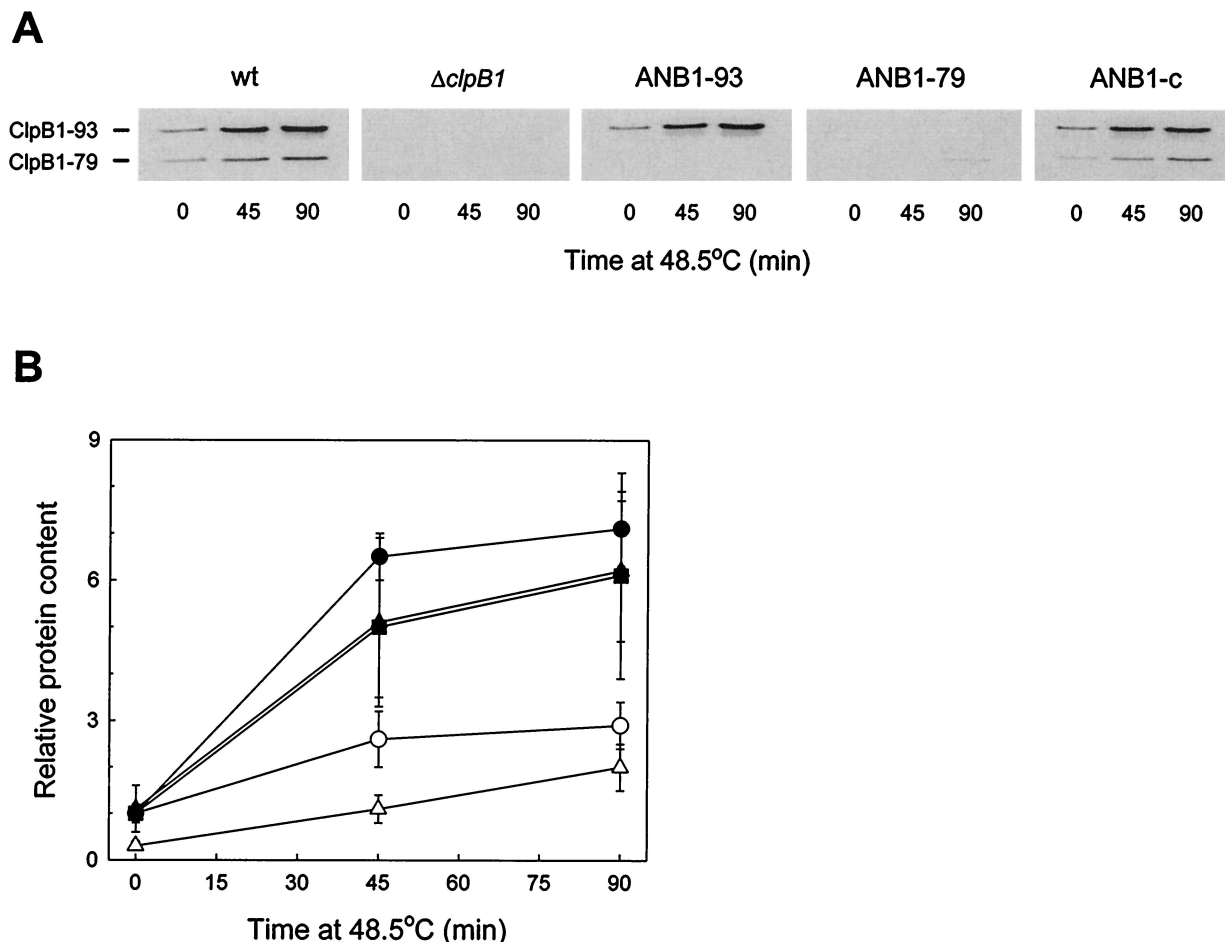 A
wt ΔclpB1 ANB1-93 ANB1-79 ANB1-c
ClpB1-93
ClpB1-79
0 45 90 0 45 90 0 45 90 0 45 90 0 45 90
Time at 48.5ºC (min)
B
Relative protein content
9
6
3
0
0 15 30 45 60 75 90
Time at 48.5ºC (min)